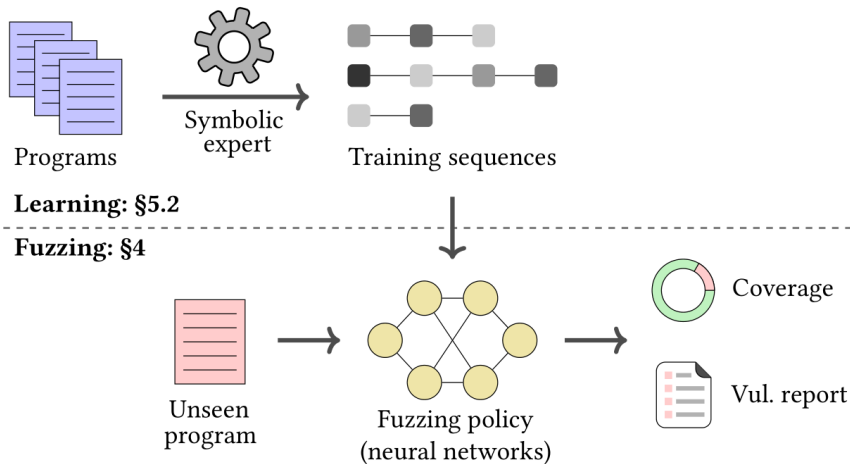 Symbolic
expert
Programs
Training sequences
Learning: §5.2
Fuzzing: §4
Coverage
Unseen
program
Fuzzing policy
(neural networks)
Vul. report